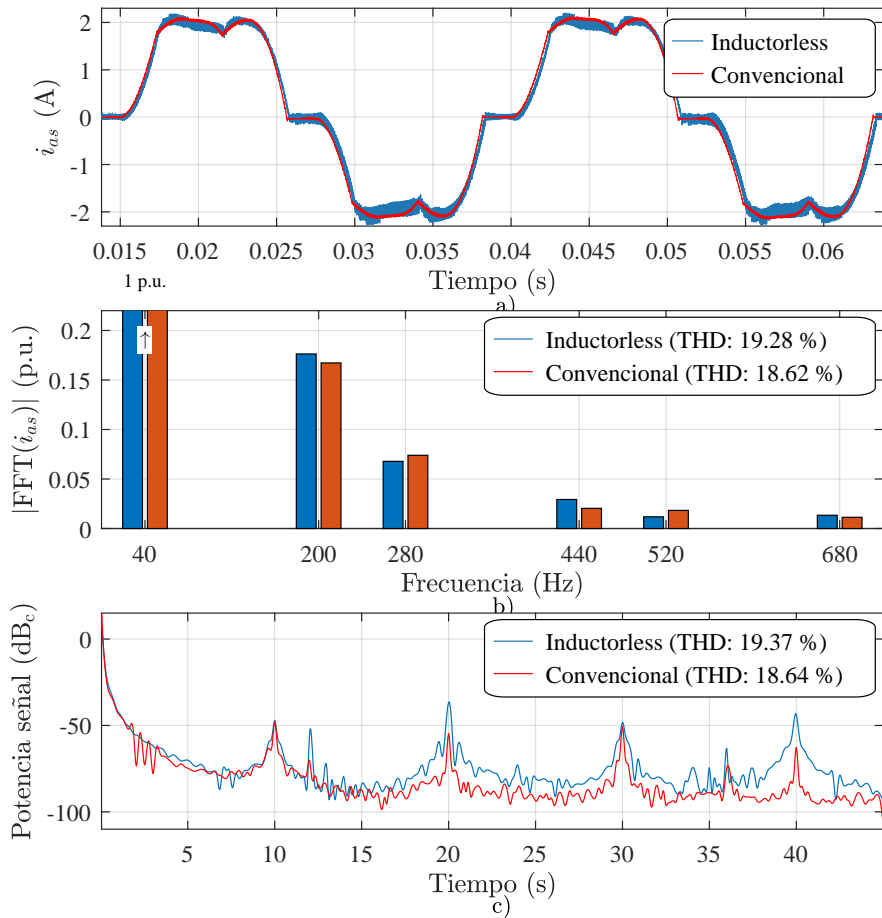 2
1
0
-1
-2
i_as (A)
Inductorless
Convencional
0.015 0.02 0.025 0.03 0.035 0.04 0.045 0.05 0.055 0.06
Tiempo (s)
a)
1 p.u.
↑
0.2
0.15
0.1
0.05
0
|FFT(i_as)| (p.u.)
Inductorless (THD: 19.28 %)
Convencional (THD: 18.62 %)
40 200 280 440 520 680
Frecuencia (Hz)
b)
0
-50
-100
Potencia señal (dB_c)
Inductorless (THD: 19.37 %)
Convencional (THD: 18.64 %)
5 10 15 20 25 30 35 40
Tiempo (s)
c)